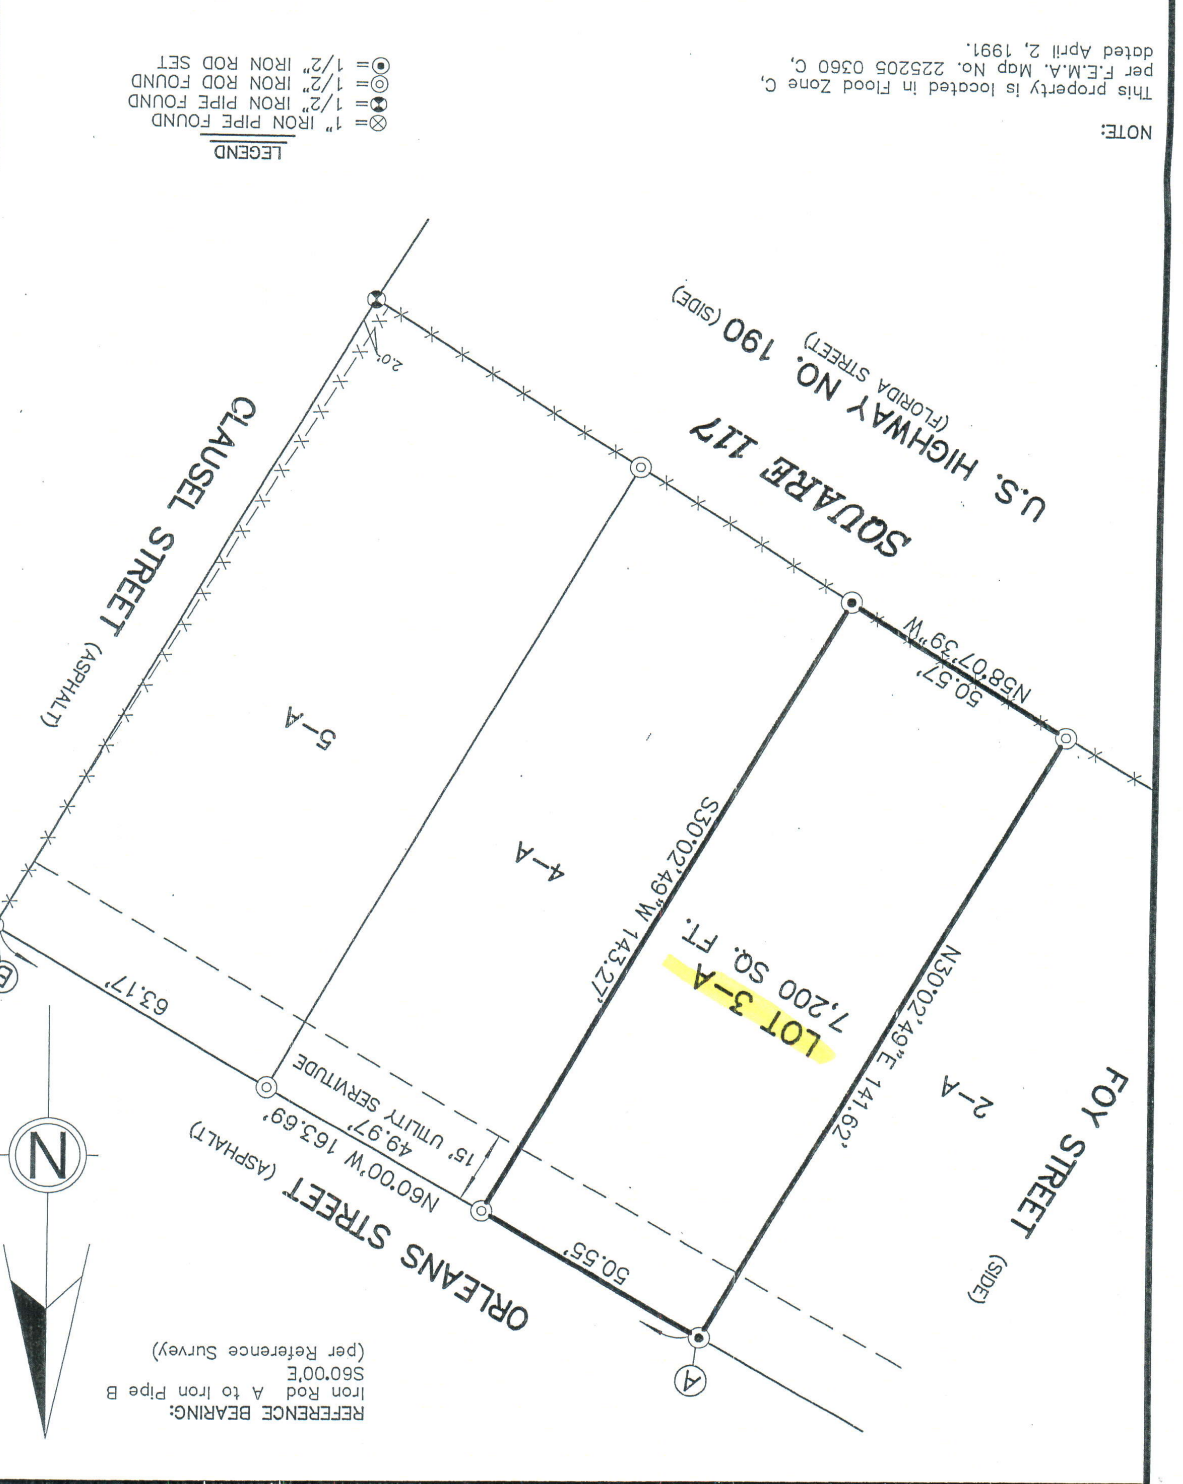 REFERENCE BEARING:
Iron Rod A to Iron Pipe B
S60°00'E
(per Reference Survey)
N
A
ORLEANS STREET (ASPHALT)
N60°00'00"W 163.69'
50.55'
49.97'
63.17'
B
15' UTILITY SERVITUDE
FOY STREET (SIDE)
2-A
N30°02'49"E 141.62'
LOT 3-A
7,200 SQ. FT.
S30°02'49"W 143.27'
4-A
5-A
CLAUSEL STREET (ASPHALT)
N58°07'39"W
50.57'
2.0'
SQUARE 117
U.S. HIGHWAY NO. 190 (SIDE)
(FLORIDA STREET)
NOTE:
This property is located in Flood Zone C,
per F.E.M.A. Map No. 225205 0360 C,
dated April 2, 1991.
LEGEND
= 1" IRON PIPE FOUND
= 1/2" IRON PIPE FOUND
= 1/2" IRON ROD FOUND
= 1/2" IRON ROD SET